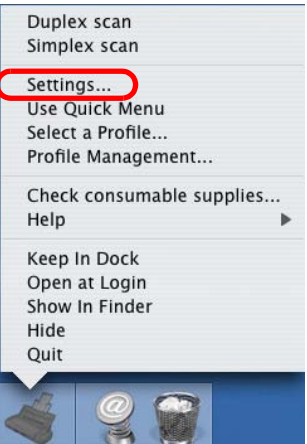 Duplex scan
Simplex scan
Settings...
Use Quick Menu
Select a Profile...
Profile Management...
Check consumable supplies...
Help
Keep In Dock
Open at Login
Show In Finder
Hide
Quit
@